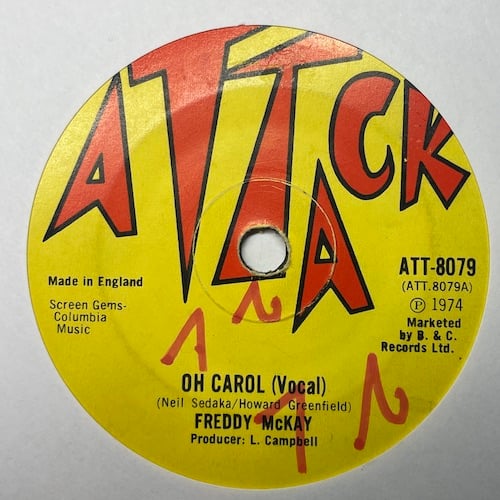 ATTACK
Made in England
Screen Gems-
Columbia
Music
ATT-8079
(ATT.8079A)
Ⓟ 1974
Marketed
by B. & C.
Records Ltd.
OH CAROL (Vocal)
(Neil Sedaka/Howard Greenfield)
FREDDY McKAY
Producer: L. Campbell